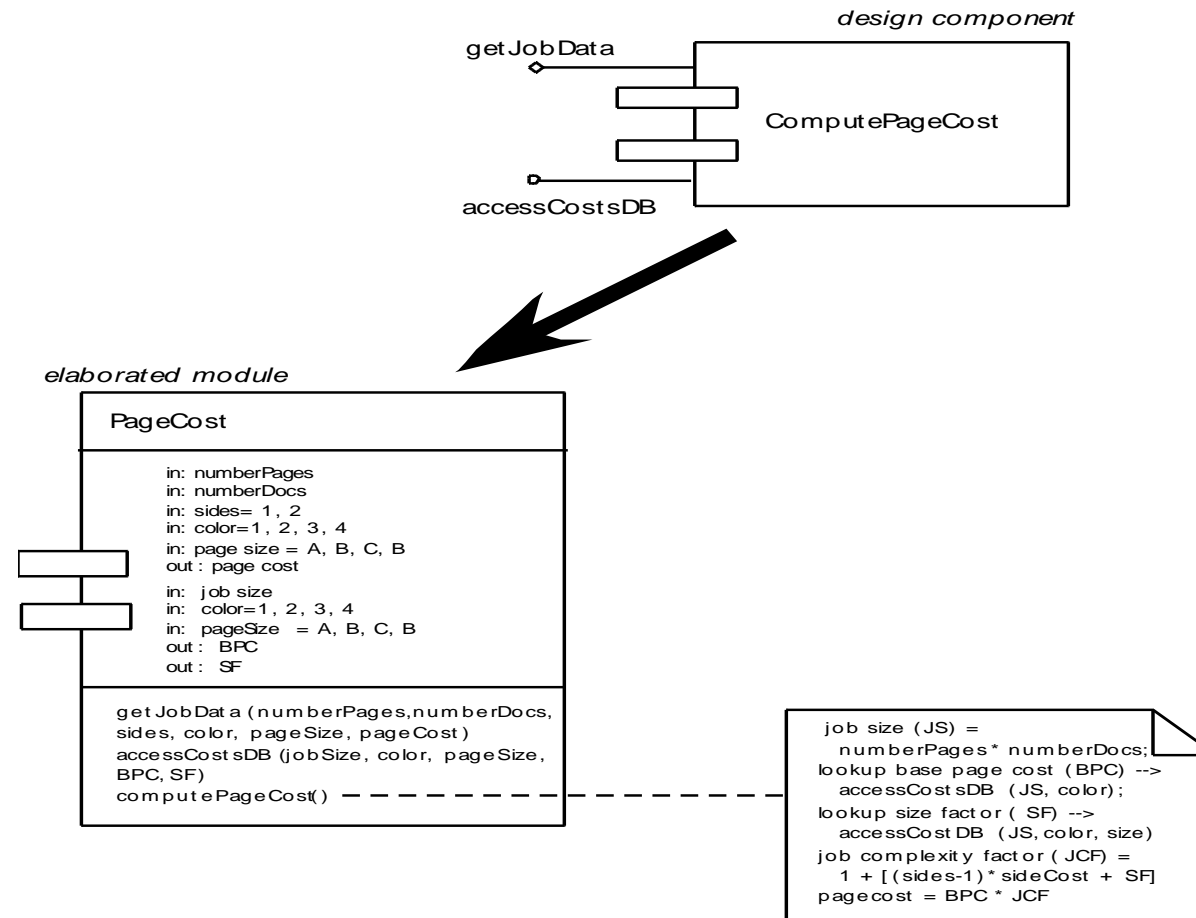 design component
getJobData
ComputePageCost
accessCostsDB
elaborated module
PageCost
in: numberPages
in: numberDocs
in: sides= 1, 2
in: color=1, 2, 3, 4
in: page size = A, B, C, B
out: page cost
in: job size
in: color=1, 2, 3, 4
in: pageSize = A, B, C, B
out: BPC
out: SF
getJobData (numberPages,numberDocs,
sides, color, pageSize, pageCost)
accessCostsDB (jobSize, color, pageSize,
BPC, SF)
computePageCost()
job size (JS) =
numberPages* numberDocs;
lookup base page cost (BPC) -->
accessCostsDB (JS, color);
lookup size factor ( SF) -->
accessCostDB (JS, color, size)
job complexity factor ( JCF) =
1 + [(sides-1)* sideCost + SF]
pagecost = BPC * JCF